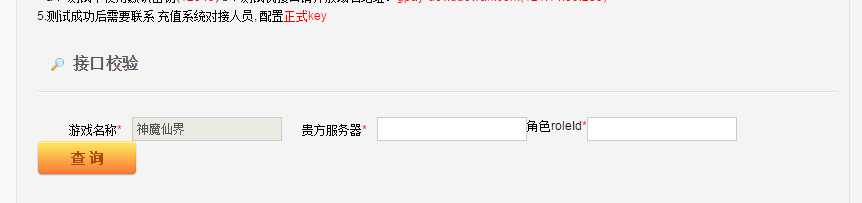 5.测试成功后需要联系 充值系统对接人员, 配置正式key
接口校验
游戏名称* 神魔仙界 贵方服务器* 角色roleId*
查 询